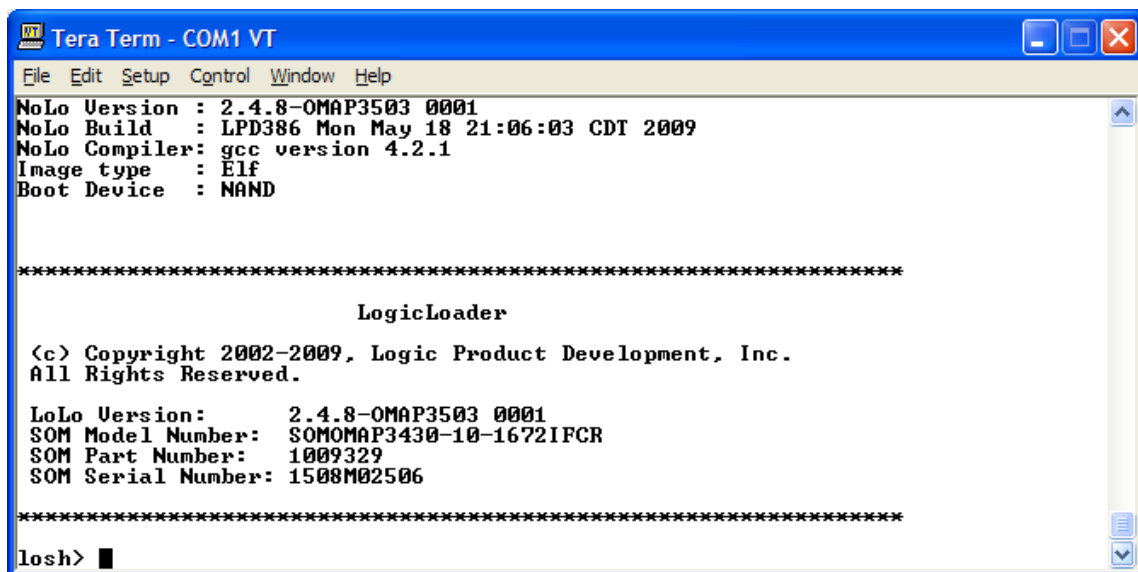 Tera Term - COM1 VT
File Edit Setup Control Window Help
NoLo Version : 2.4.8-OMAP3503 0001
NoLo Build   : LPD386 Mon May 18 21:06:03 CDT 2009
NoLo Compiler: gcc version 4.2.1
Image type   : Elf
Boot Device  : NAND
*****************************************************************
LogicLoader
(c) Copyright 2002-2009, Logic Product Development, Inc.
All Rights Reserved.
LoLo Version:      2.4.8-OMAP3503 0001
SOM Model Number:  SOMOMAP3430-10-1672IFCR
SOM Part Number:   1009329
SOM Serial Number: 1508M02506
*****************************************************************
losh>